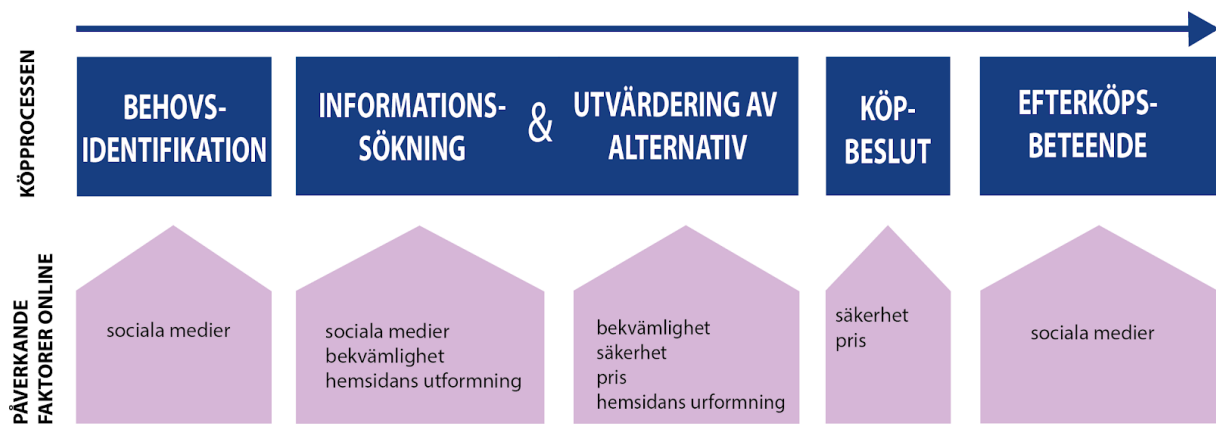 KÖPPROCESSEN
BEHOVS-
IDENTIFIKATION
INFORMATIONS-
SÖKNING
&
UTVÄRDERING AV
ALTERNATIV
KÖP-
BESLUT
EFTERKÖPS-
BETEENDE
PÅVERKANDE
FAKTORER ONLINE
sociala medier
sociala medier
bekvämlighet
hemsidans utformning
bekvämlighet
säkerhet
pris
hemsidans urformning
säkerhet
pris
sociala medier